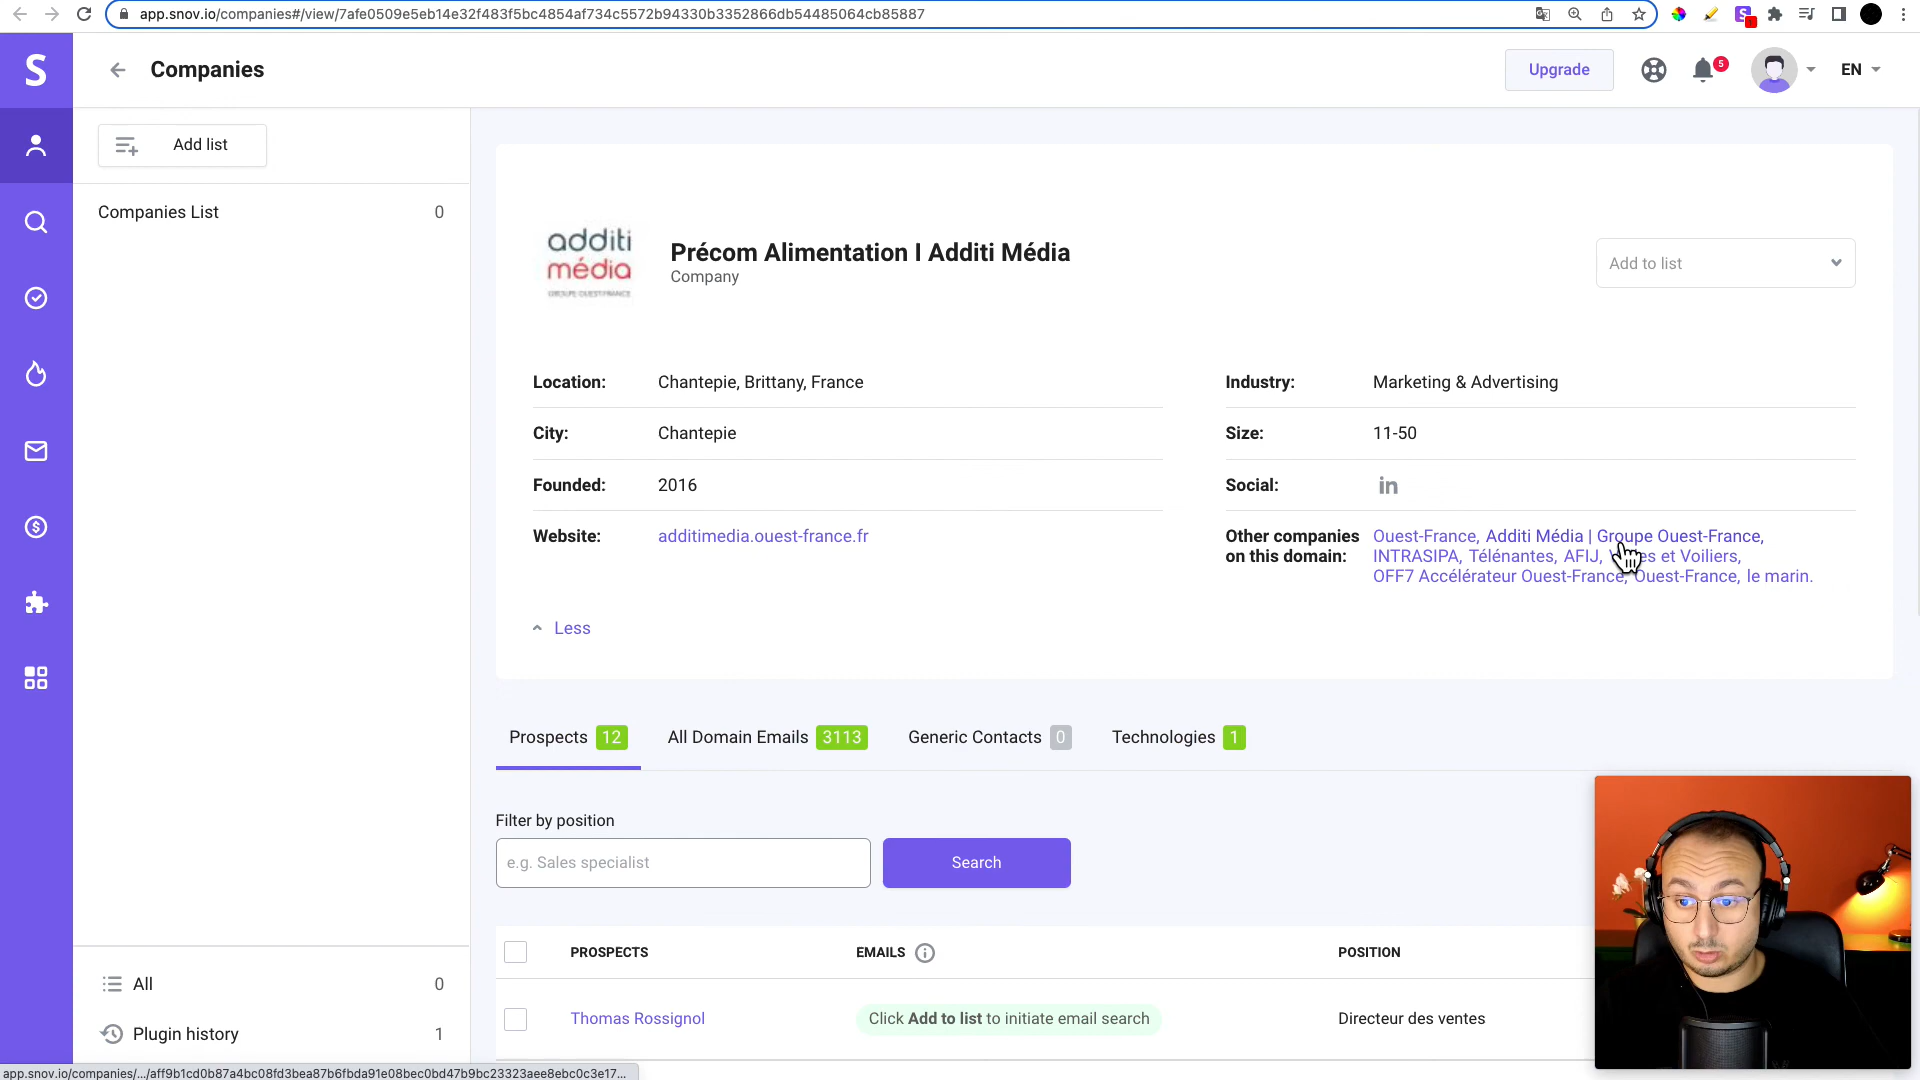 app.snov.io/companies#/view/7afe0509e5eb14e32f483f5bc4854af734c5572b94330b3352866db54485064cb85887
S
Companies
Upgrade
5
EN
Add list
Companies List 0
additi
média
GROUPE OUEST-FRANCE
Précom Alimentation I Additi Média
Company
Add to list
Location: Chantepie, Brittany, France
Industry: Marketing & Advertising
City: Chantepie
Size: 11-50
Founded: 2016
Social: in
Website: additimedia.ouest-france.fr
Other companies on this domain:
Ouest-France, Additi Média | Groupe Ouest-France,
INTRASIPA, Télénantes, AFIJ, et Voiliers,
OFF7 Accélérateur Ouest-France, Ouest-France, le marin.
Less
Prospects 12 All Domain Emails 3113 Generic Contacts 0 Technologies 1
Filter by position
e.g. Sales specialist
Search
PROSPECTS EMAILS POSITION
Thomas Rossignol Click Add to list to initiate email search Directeur des ventes
All 0
Plugin history 1
app.snov.io/companies/.../aff9b1cd0b87a4bc08fd3bea87b6fbda91e08bec0bd47b9bc23323aee8ebc0c3e17...